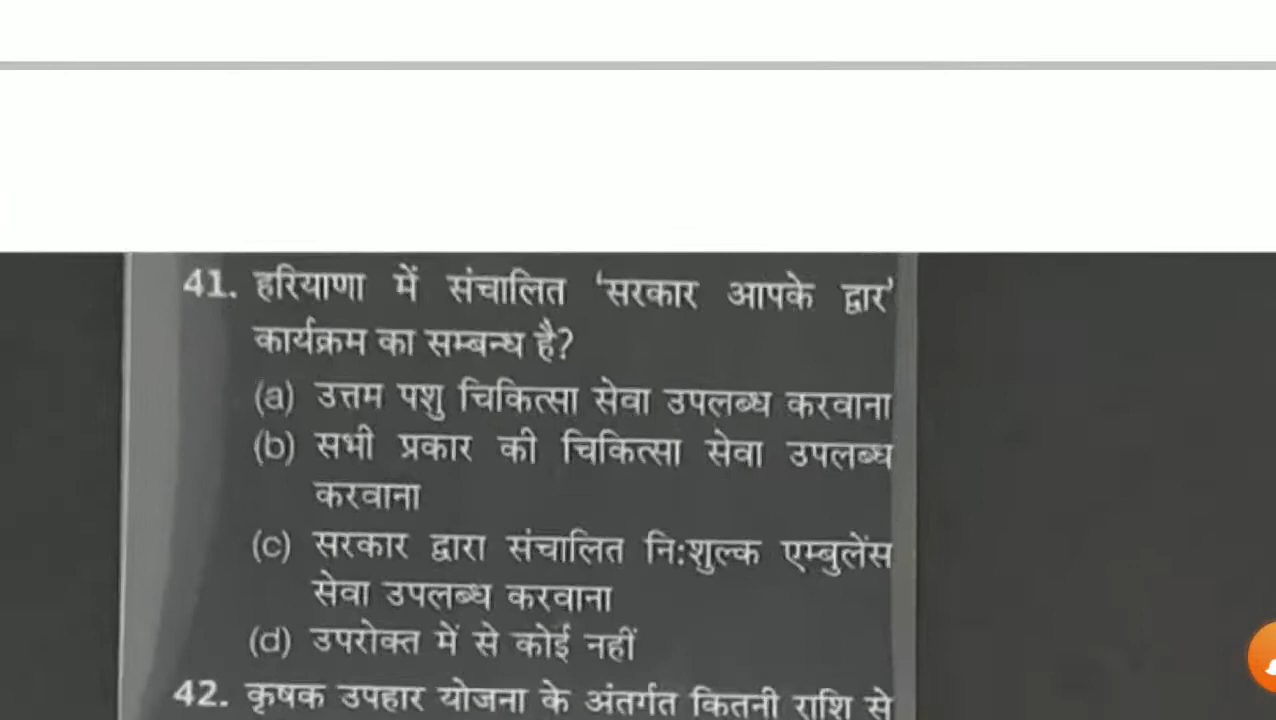 41. हरियाणा में संचालित 'सरकार आपके द्वार'
कार्यक्रम का सम्बन्ध है?
(a) उत्तम पशु चिकित्सा सेवा उपलब्ध करवाना
(b) सभी प्रकार की चिकित्सा सेवा उपलब्ध
करवाना
(c) सरकार द्वारा संचालित नि:शुल्क एम्बुलेंस
सेवा उपलब्ध करवाना
(d) उपरोक्त में से कोई नहीं
42. कृषक उपहार योजना के अंतर्गत कितनी राशि से